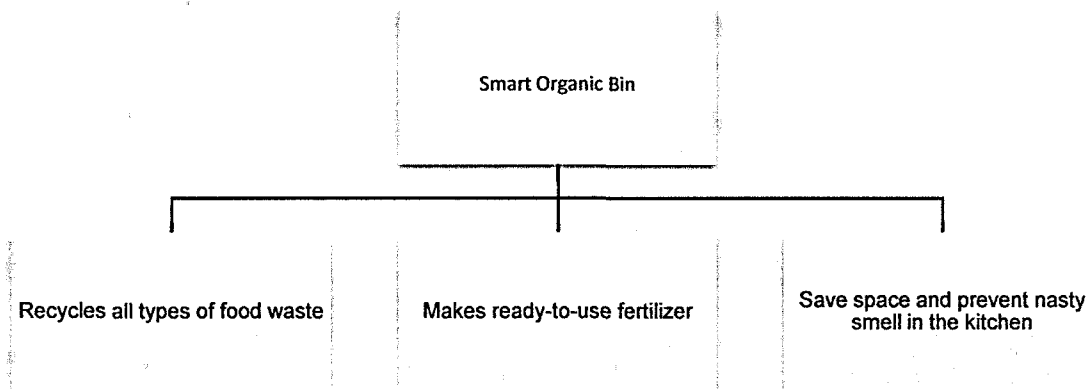 Smart Organic Bin
Recycles all types of food waste
Makes ready-to-use fertilizer
Save space and prevent nasty
smell in the kitchen